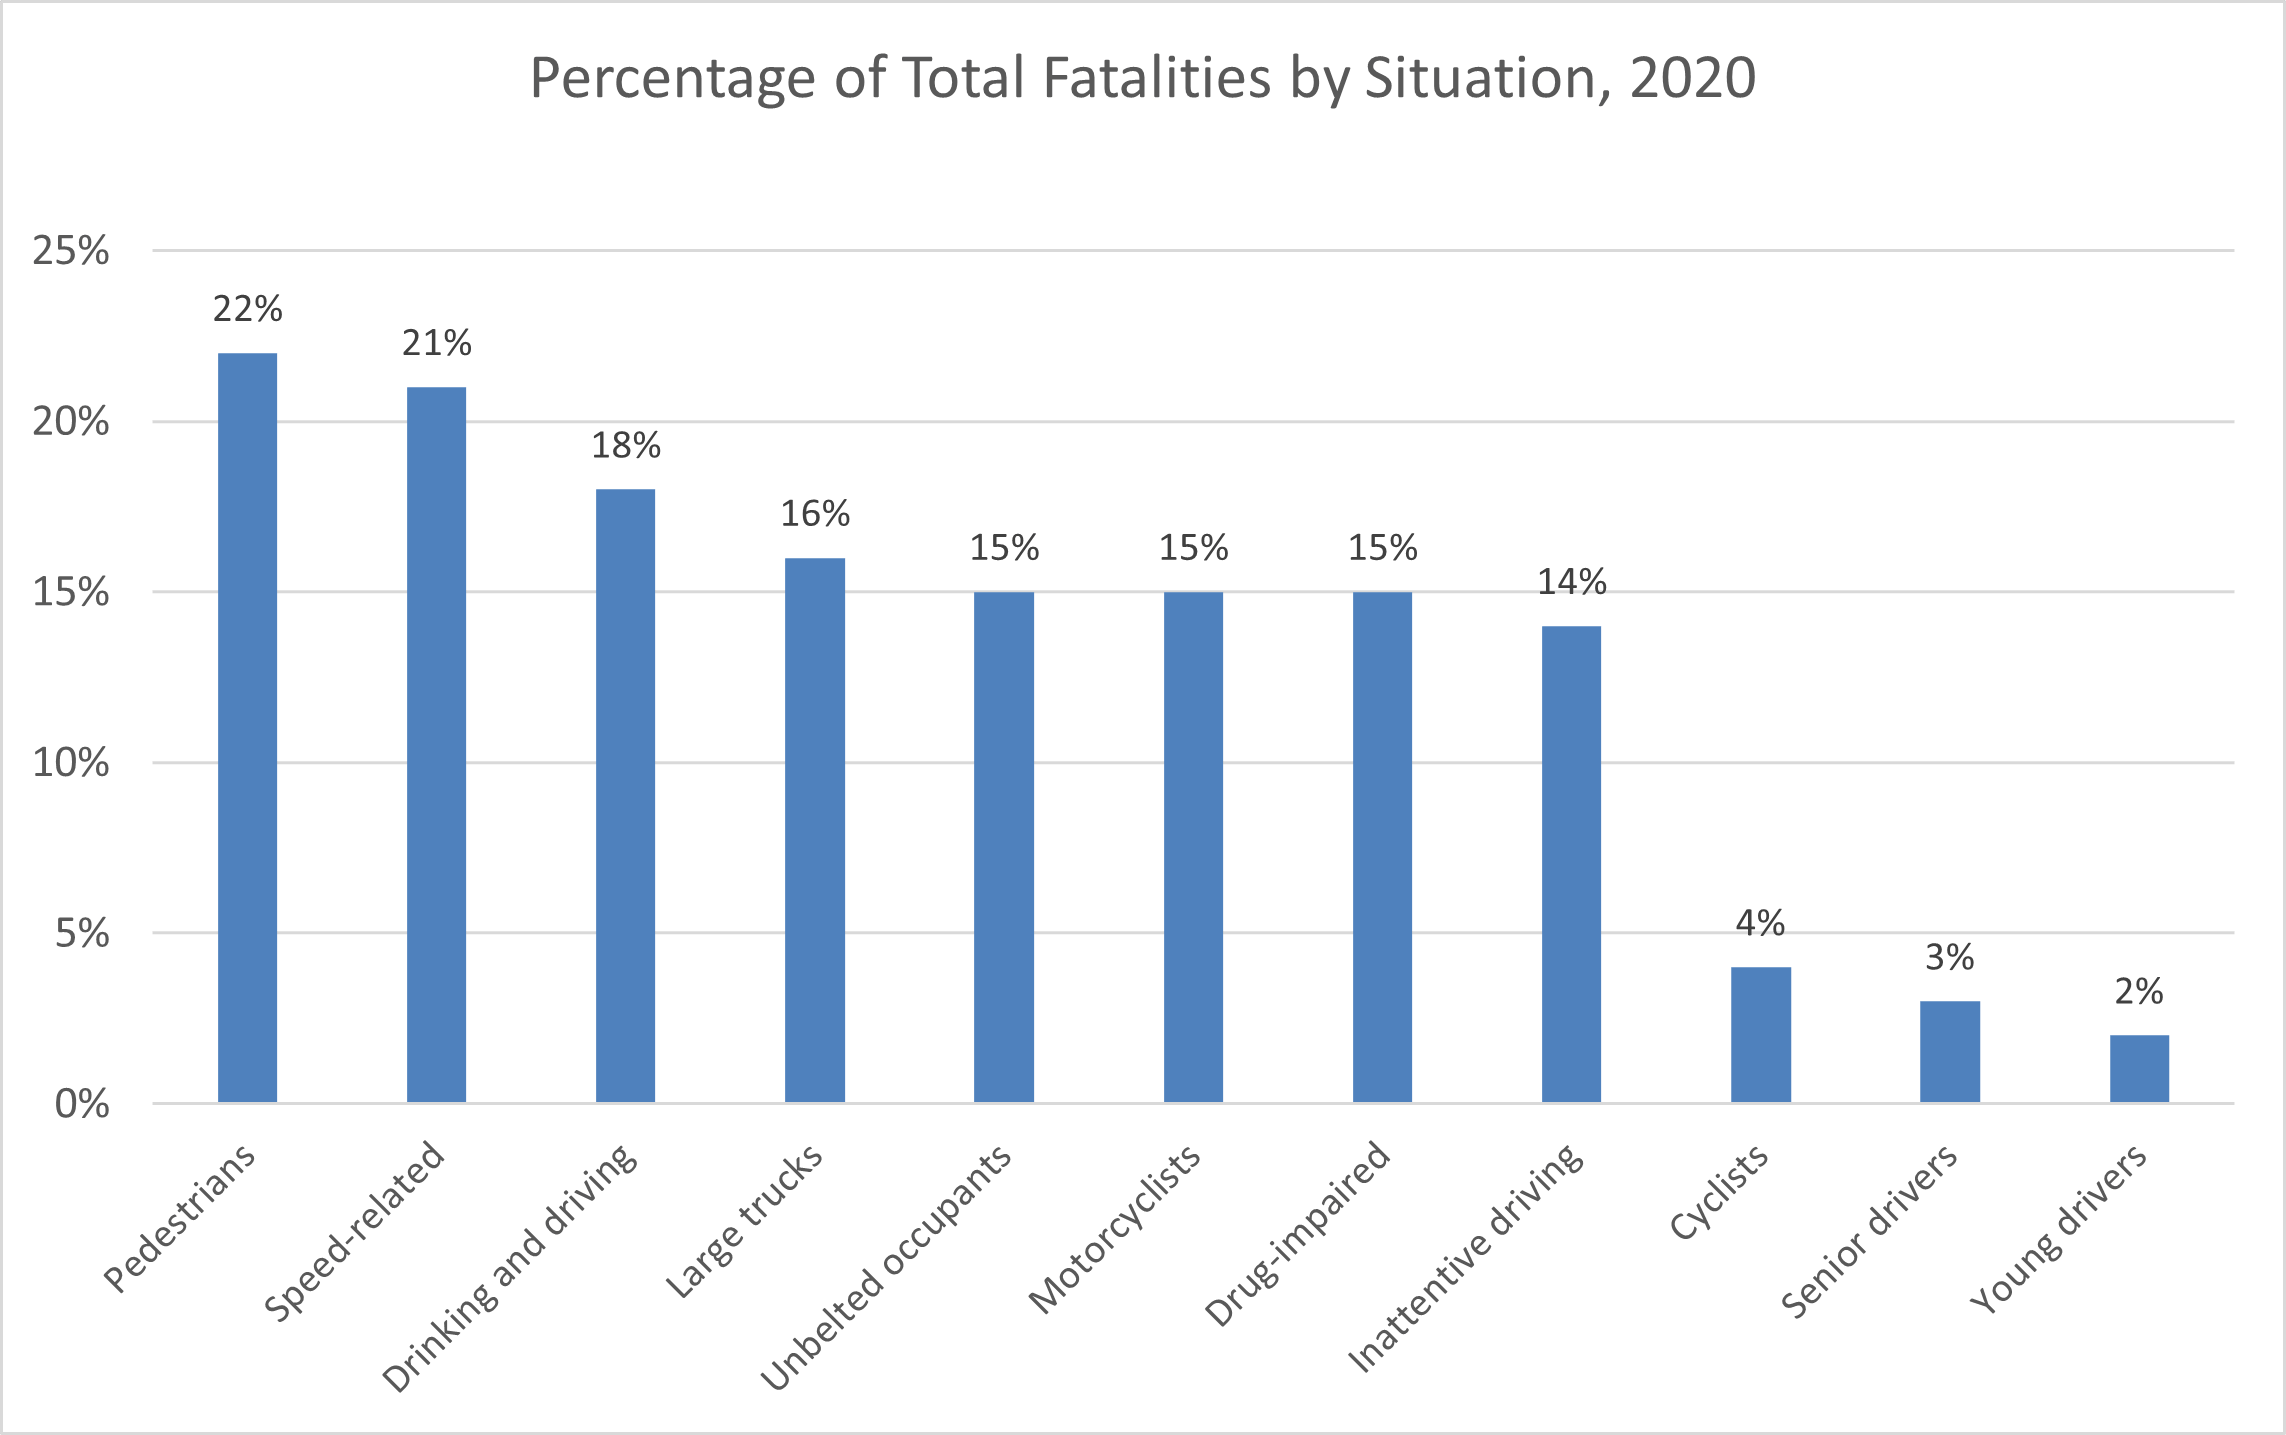 Percentage of Total Fatalities by Situation, 2020
25%
20%
15%
10%
5%
0%
22%
21%
18%
16%
15%
15%
15%
14%
4%
3%
2%
Pedestrians
Speed-related
Drinking and driving
Large trucks
Unbelted occupants
Motorcyclists
Drug-impaired
Inattentive driving
Cyclists
Senior drivers
Young drivers